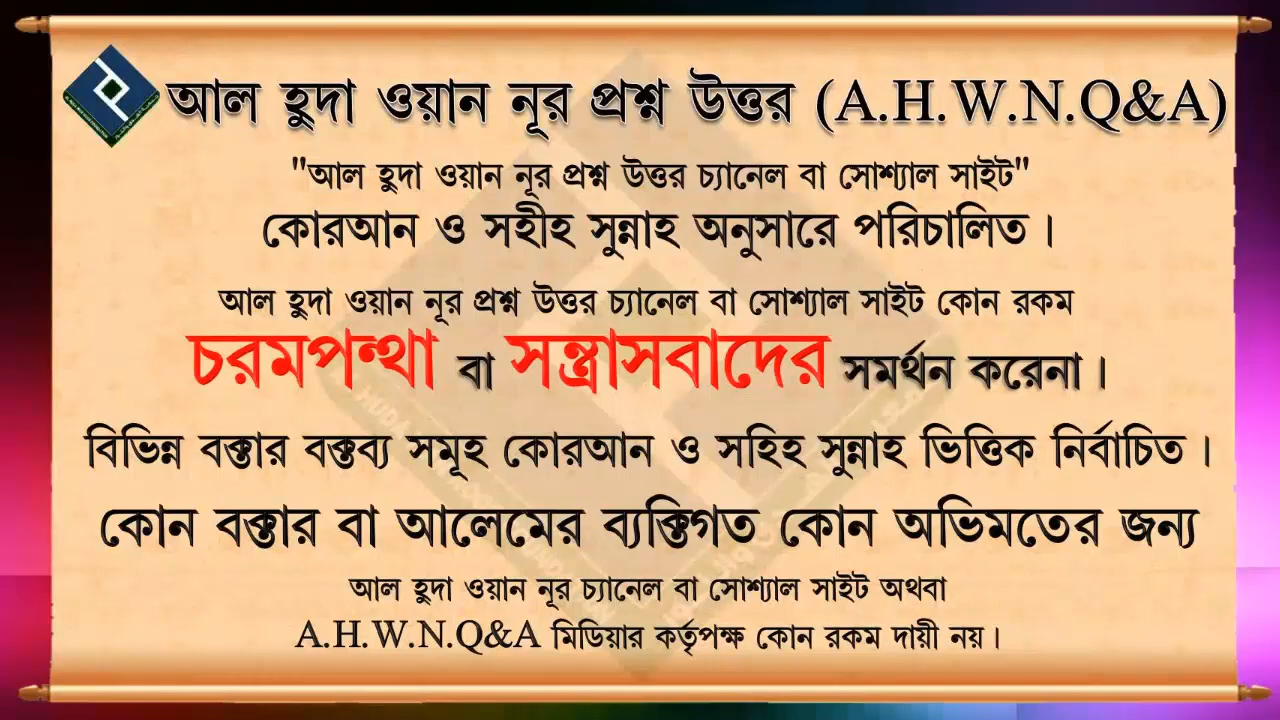 আল হুদা ওয়ান নূর প্রশ্ন উত্তর (A.H.W.N.Q&A)
"আল হুদা ওয়ান নূর প্রশ্ন উত্তর চ্যানেল বা সোশ্যাল সাইট"
কোরআন ও সহীহ সুন্নাহ অনুসারে পরিচালিত।
আল হুদা ওয়ান নূর প্রশ্ন উত্তর চ্যানেল বা সোশ্যাল সাইট কোন রকম
চরমপন্থা বা সন্ত্রাসবাদের সমর্থন করেনা।
বিভিন্ন বক্তার বক্তব্য সমূহ কোরআন ও সহিহ সুন্নাহ ভিত্তিক নির্বাচিত।
কোন বক্তার বা আলেমের ব্যক্তিগত কোন অভিমতের জন্য
আল হুদা ওয়ান নূর চ্যানেল বা সোশ্যাল সাইট অথবা
A.H.W.N.Q&A মিডিয়ার কর্তৃপক্ষ কোন রকম দায়ী নয়।